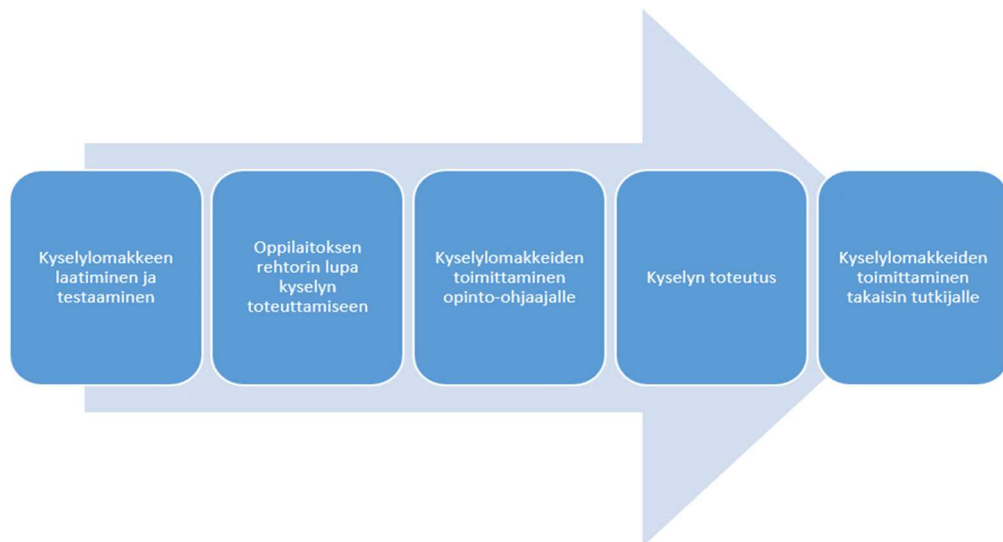 Kyselylomakkeen
laatiminen ja
testaaminen
Oppilaitoksen
rehtorin lupa
kyselyn
toteuttamiseen
Kyselylomakkeiden
toimittaminen
opinto-ohjaajalle
Kyselyn toteutus
Kyselylomakkeiden
toimittaminen
takaisin tutkijalle